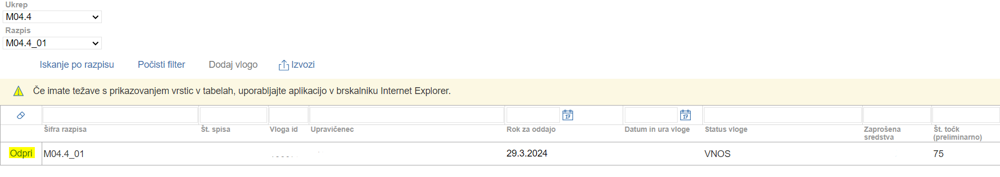 Ukrep
M04.4
Razpis
M04.4_01
Iskanje po razpisu Počisti filter Dodaj vlogo Izvozi
Če imate težave s prikazovanjem vrstic v tabelah, uporabljajte aplikacijo v brskalniku Internet Explorer.
17 17
Šifra razpisa Št. spisa Vloga id Upravičenec Rok za oddajo Datum in ura vloge Status vloge Zaprošena sredstva Št. točk (preliminarno)
Odpri M04.4_01 29.3.2024 VNOS 75